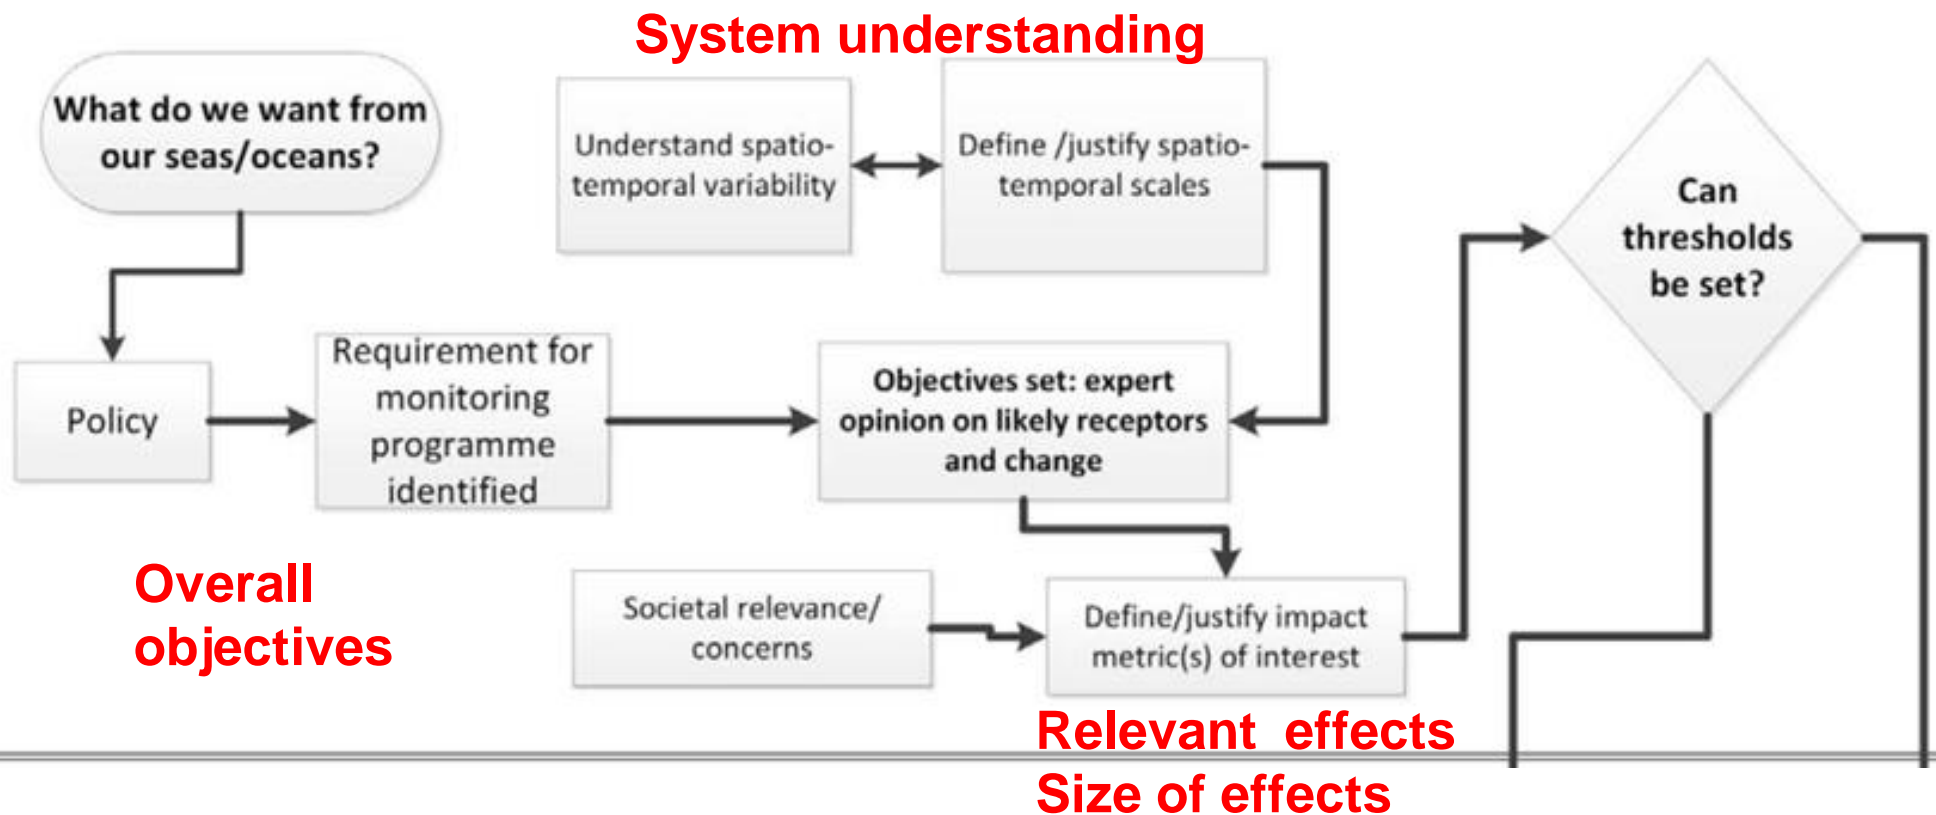 System understanding
What do we want from
our seas/oceans?
Understand spatio-
temporal variability
Define /justify spatio-
temporal scales
Can
thresholds
be set?
Policy
Requirement for
monitoring
programme
identified
Objectives set: expert
opinion on likely receptors
and change
Overall
objectives
Societal relevance/
concerns
Define/justify impact
metric(s) of interest
Relevant effects
Size of effects